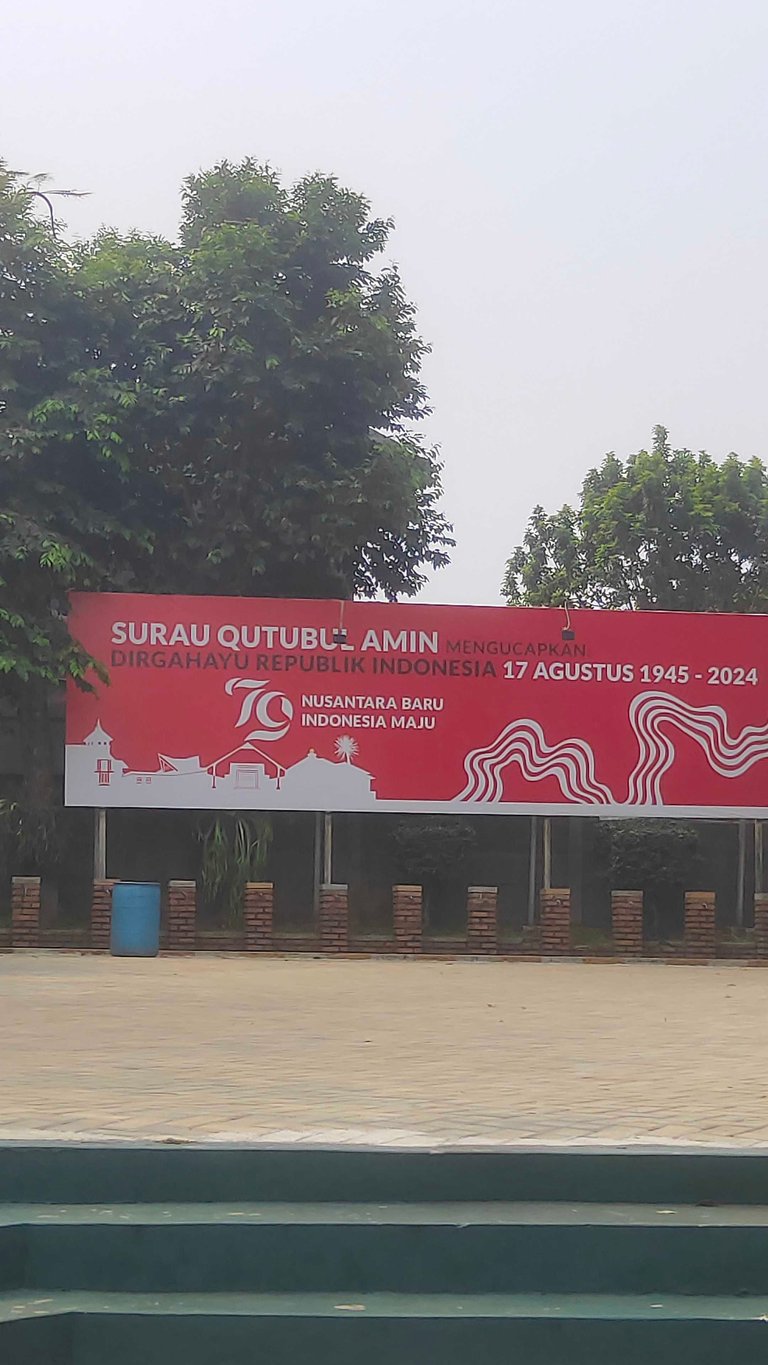 SURAU QUTUBUL AMIN MENGUCAPKAN
DIRGAHAYU REPUBLIK INDONESIA 17 AGUSTUS 1945 - 2024
79 NUSANTARA BARU
INDONESIA MAJU